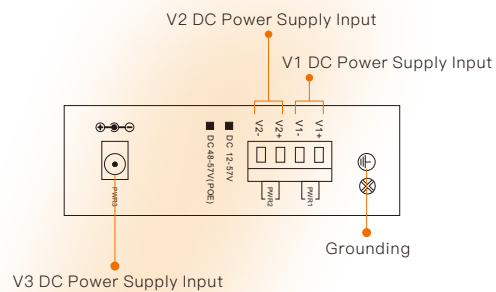 V2 DC Power Supply Input
V1 DC Power Supply Input
V2-
V2+
V1-
V1+
DC 48-57V(POE)
DC 12-57V
PWR3
PWR2
PWR1
Grounding
V3 DC Power Supply Input